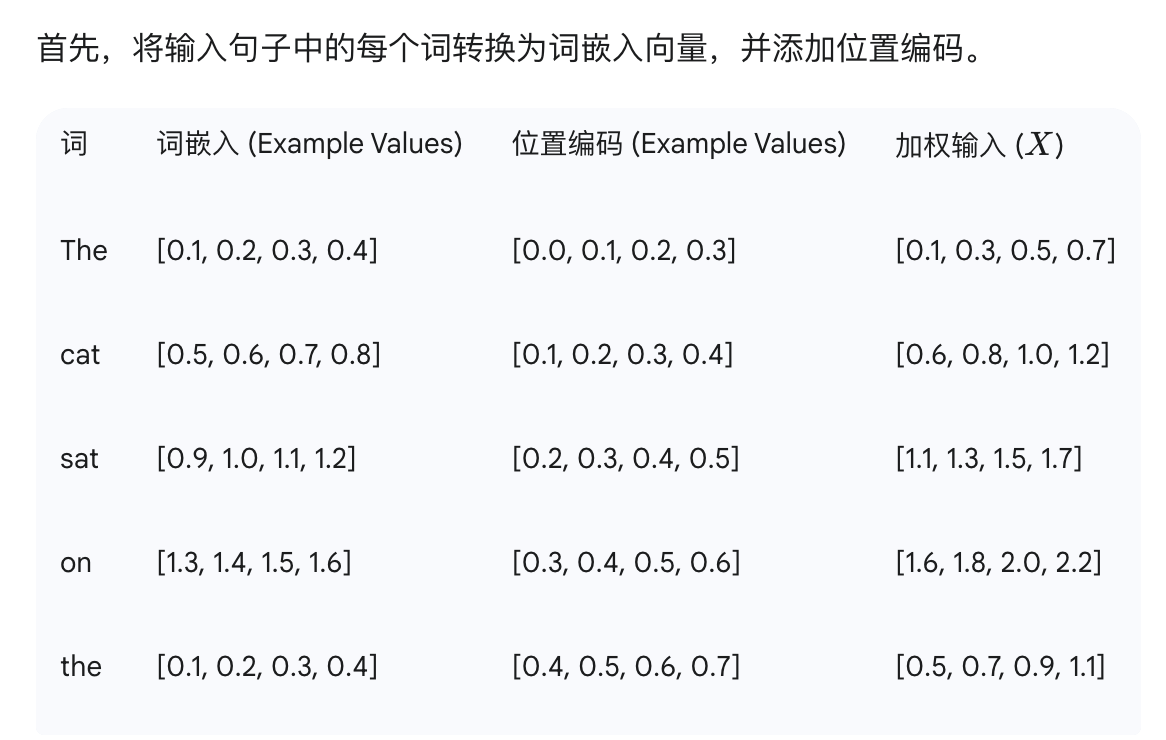 首先，将输入句子中的每个词转换为词嵌入向量，并添加位置编码。
词 词嵌入 (Example Values) 位置编码 (Example Values) 加权输入 (X)
The [0.1, 0.2, 0.3, 0.4] [0.0, 0.1, 0.2, 0.3] [0.1, 0.3, 0.5, 0.7]
cat [0.5, 0.6, 0.7, 0.8] [0.1, 0.2, 0.3, 0.4] [0.6, 0.8, 1.0, 1.2]
sat [0.9, 1.0, 1.1, 1.2] [0.2, 0.3, 0.4, 0.5] [1.1, 1.3, 1.5, 1.7]
on [1.3, 1.4, 1.5, 1.6] [0.3, 0.4, 0.5, 0.6] [1.6, 1.8, 2.0, 2.2]
the [0.1, 0.2, 0.3, 0.4] [0.4, 0.5, 0.6, 0.7] [0.5, 0.7, 0.9, 1.1]